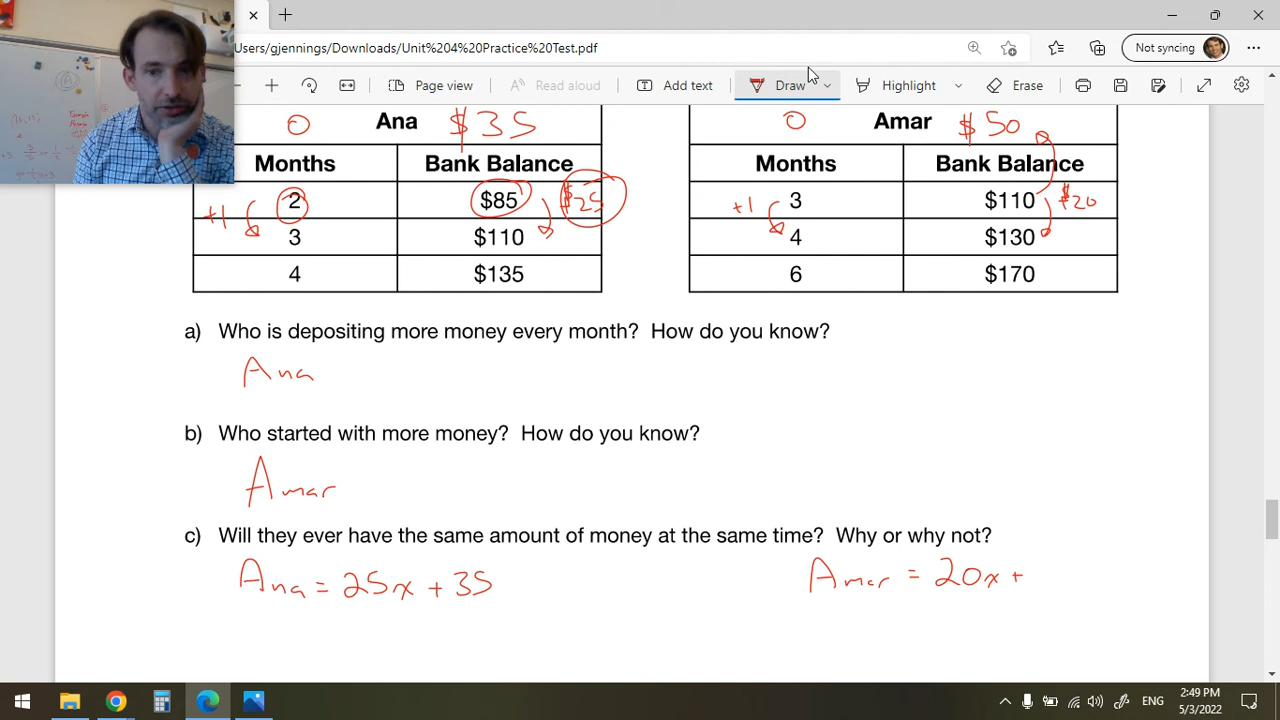 Users/gjennings/Downloads/Unit%204%20Practice%20Test.pdf
Not syncing
Page view
Read aloud
Add text
Draw
Highlight
Erase
0 Ana $35
Months Bank Balance
2 $85 $25
+1
3 $110
4 $135
0 Amar $50
Months Bank Balance
3 $110 $20
+1
4 $130
6 $170
a) Who is depositing more money every month? How do you know?
Ana
b) Who started with more money? How do you know?
Amar
c) Will they ever have the same amount of money at the same time? Why or why not?
Ana = 25x + 35
Amar = 20x +
ENG
2:49 PM
5/3/2022